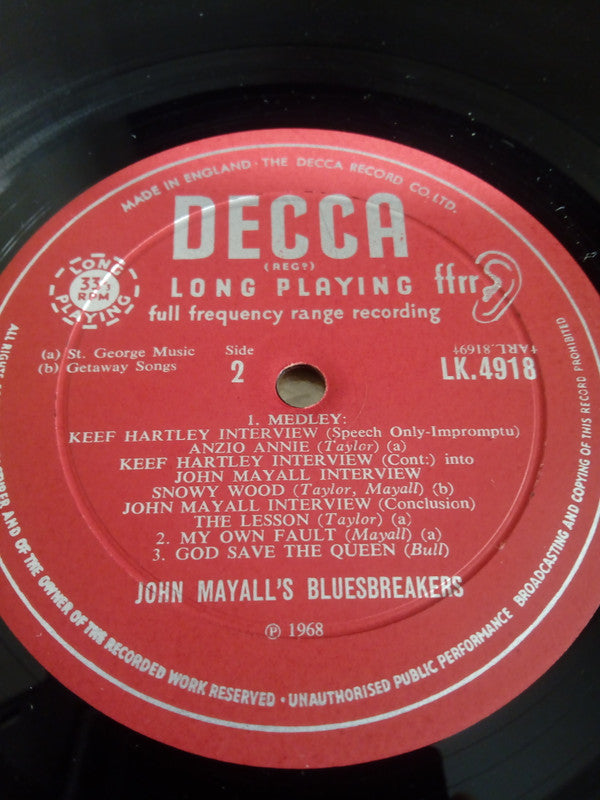 MADE IN ENGLAND · THE DECCA RECORD CO. LTD.
DECCA
(REGD)
LONG PLAYING
33⅓
RPM
LONG PLAYING
ffrr
full frequency range recording
(a) St. George Music
(b) Getaway Songs
Side
2
LK.4918
1. MEDLEY:
KEEF HARTLEY INTERVIEW (Speech Only-Impromptu)
ANZIO ANNIE (Taylor) (a)
KEEF HARTLEY INTERVIEW (Cont:) into
JOHN MAYALL INTERVIEW
SNOWY WOOD (Taylor, Mayall) (b)
JOHN MAYALL INTERVIEW (Conclusion)
THE LESSON (Taylor) (a)
2. MY OWN FAULT (Mayall) (a)
3. GOD SAVE THE QUEEN (Bull)
JOHN MAYALL'S BLUESBREAKERS
℗ 1968
ALL RIGHTS
AND OF THE OWNER OF THE RECORDED WORK RESERVED · UNAUTHORISED PUBLIC PERFORMANCE BROADCASTING AND COPYING OF THIS RECORD PROHIBITED